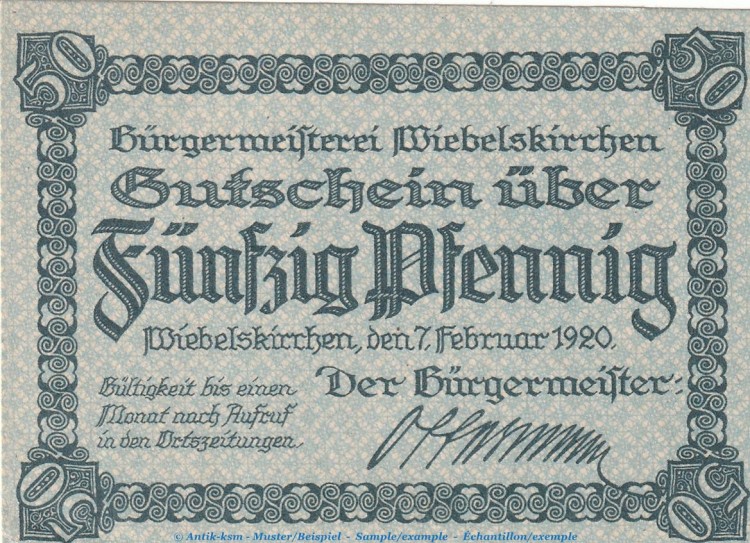 50 50
Bürgermeisterei Wiebelskirchen
Gutschein über
Fünfzig Pfennig
Wiebelskirchen, den 7. Februar 1920.
Gültigkeit bis einen
Monat nach Aufruf
in den Ortszeitungen.
Der Bürgermeister:
50 50
© Antik-ksm - Muster/Beispiel - Sample/example - Échantillon/exemple